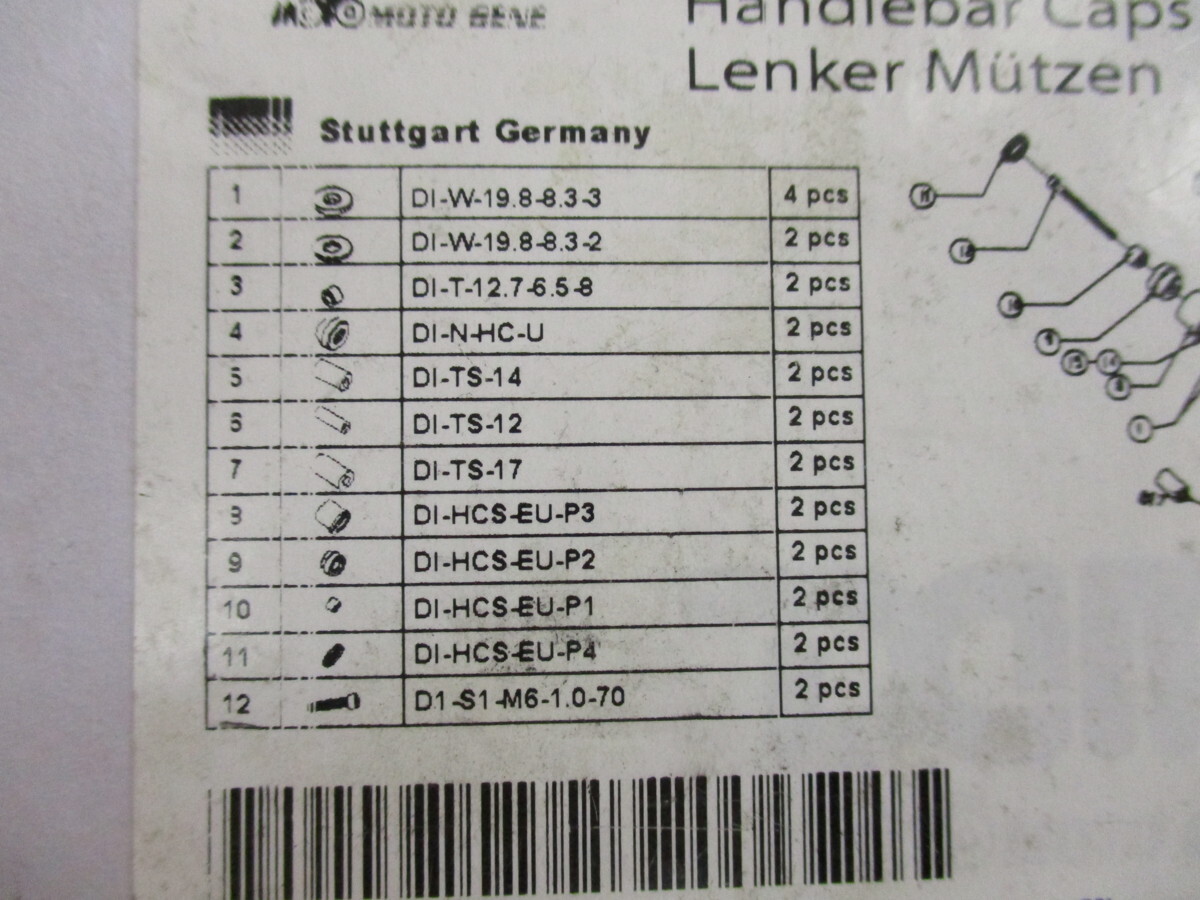 MOTO GENE
Handlebar Caps
Lenker Mützen
Stuttgart Germany
1 DI-W-19.8-8.3-3 4 pcs
2 DI-W-19.8-8.3-2 2 pcs
3 DI-T-12.7-6.5-8 2 pcs
4 DI-N-HC-U 2 pcs
5 DI-TS-14 2 pcs
6 DI-TS-12 2 pcs
7 DI-TS-17 2 pcs
8 DI-HCS-EU-P3 2 pcs
9 DI-HCS-EU-P2 2 pcs
10 DI-HCS-EU-P1 2 pcs
11 DI-HCS-EU-P4 2 pcs
12 D1-S1-M6-1.0-70 2 pcs